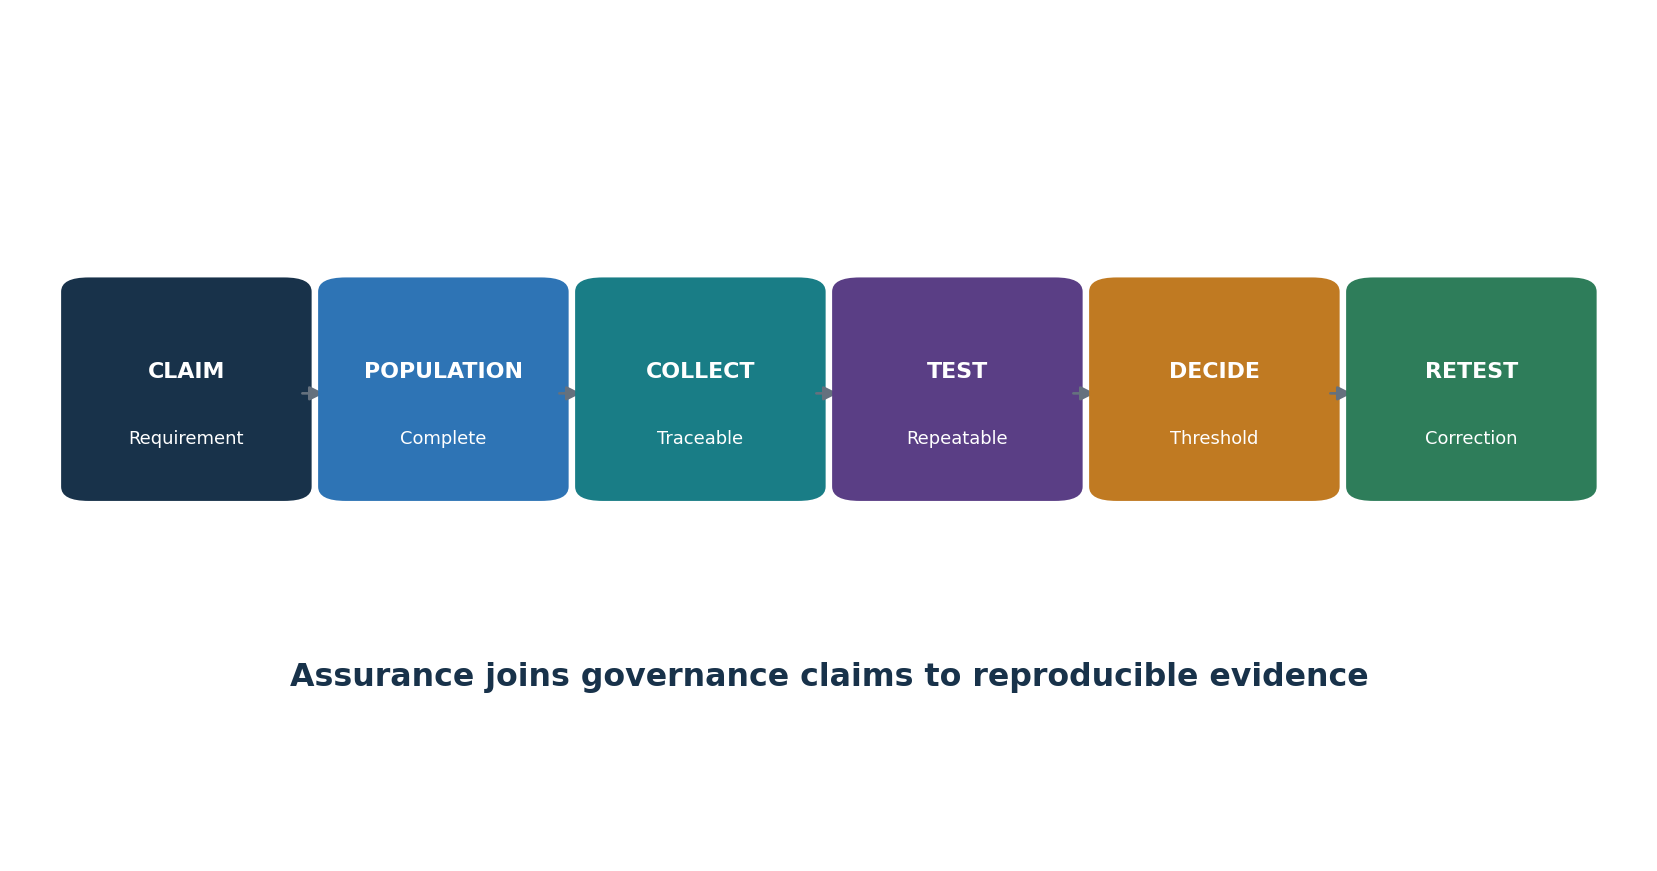 CLAIM
Requirement
POPULATION
Complete
COLLECT
Traceable
TEST
Repeatable
DECIDE
Threshold
RETEST
Correction
Assurance joins governance claims to reproducible evidence